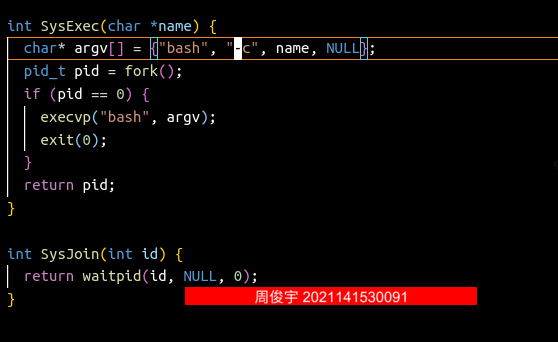 int SysExec(char *name) {
  char* argv[] = {"bash", "-c", name, NULL};
  pid_t pid = fork();
  if (pid == 0) {
    execvp("bash", argv);
    exit(0);
  }
  return pid;
}

int SysJoin(int id) {
  return waitpid(id, NULL, 0);
}
周俊宇 2021141530091